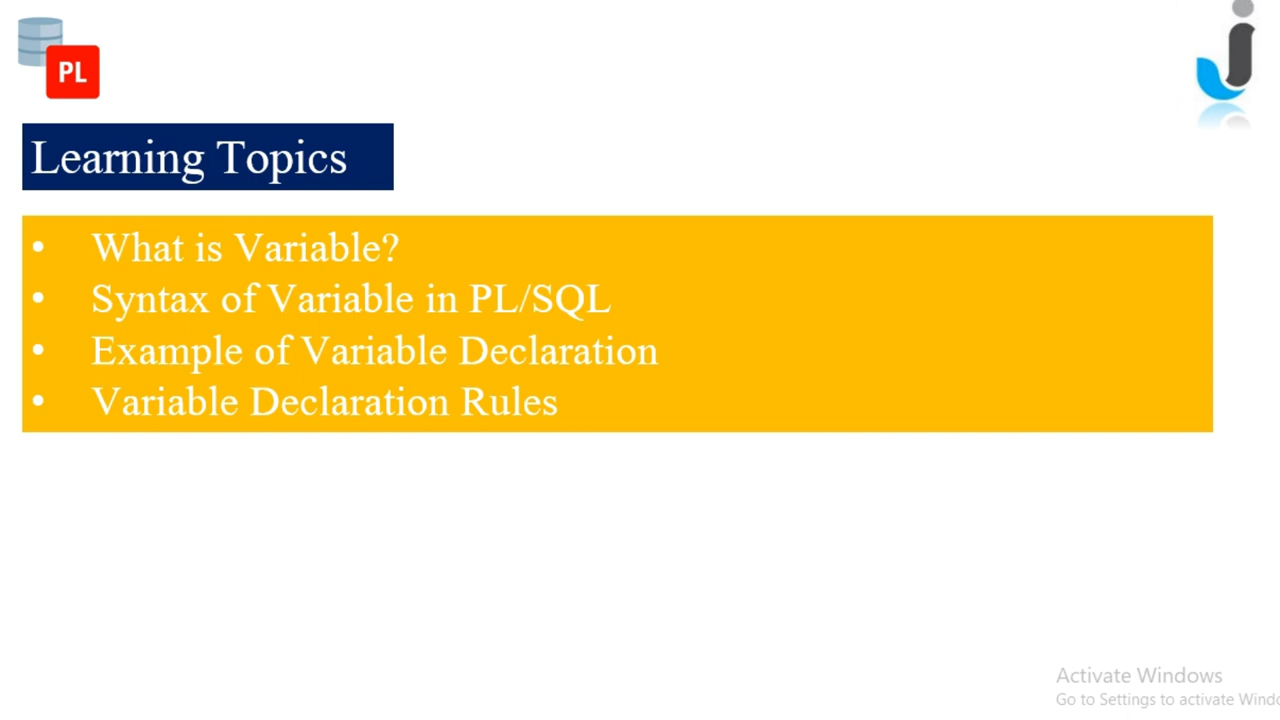 PL
Learning Topics
• What is Variable?
• Syntax of Variable in PL/SQL
• Example of Variable Declaration
• Variable Declaration Rules
Activate Windows
Go to Settings to activate Windo